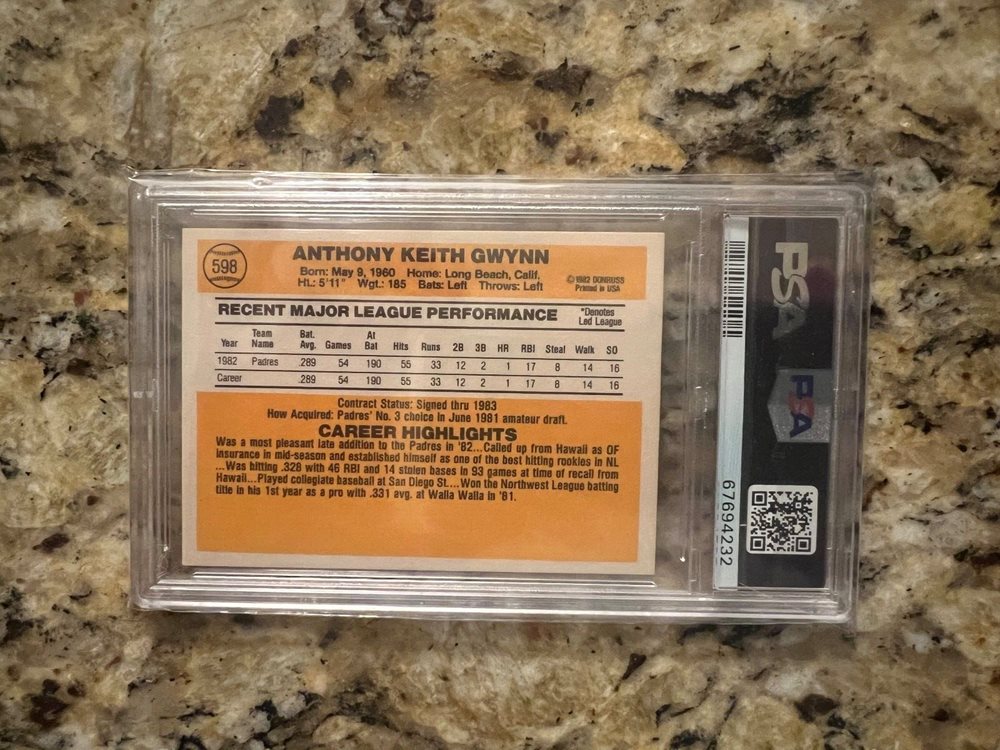 598
ANTHONY KEITH GWYNN
Born: May 9, 1960 Home: Long Beach, Calif.
Ht.: 5'11" Wgt.: 185 Bats: Left Throws: Left
© 1982 DONRUSS
Printed in USA
RECENT MAJOR LEAGUE PERFORMANCE
*Denotes
Led League
Year Team Name Bat. Avg. Games At Bat Hits Runs 2B 3B HR RBI Steal Walk SO
1982 Padres .289 54 190 55 33 12 2 1 17 8 14 16
Career .289 54 190 55 33 12 2 1 17 8 14 16
Contract Status: Signed thru 1983
How Acquired: Padres' No. 3 choice in June 1981 amateur draft.
CAREER HIGHLIGHTS
Was a most pleasant late addition to the Padres in '82...Called up from Hawaii as OF
insurance in mid-season and established himself as one of the best hitting rookies in NL
...Was hitting .328 with 46 RBI and 14 stolen bases in 93 games at time of recall from
Hawaii...Played collegiate baseball at San Diego St....Won the Northwest League batting
title in his 1st year as a pro with .331 avg. at Walla Walla in '81.
PSA
PSA
67694232